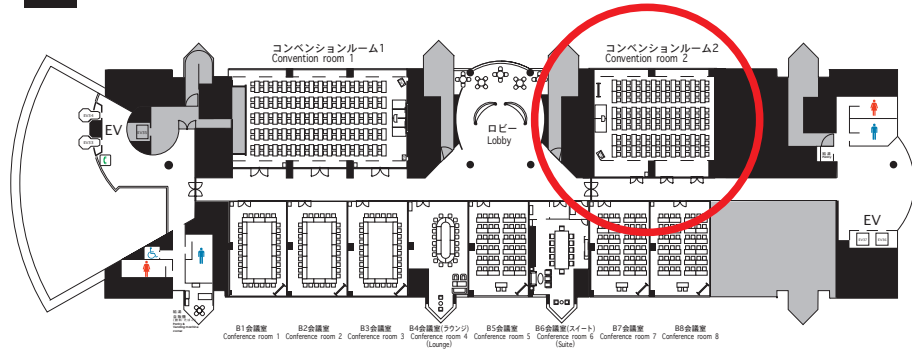 コンベンションルーム1
Convention room 1
コンベンションルーム2
Convention room 2
ロビー
Lobby
EV
EV
B1会議室
Conference room 1
B2会議室
Conference room 2
B3会議室
Conference room 3
B4会議室(ラウンジ)
Conference room 4
(Lounge)
B5会議室
Conference room 5
B6会議室(スイート)
Conference room 6
(Suite)
B7会議室
Conference room 7
B8会議室
Conference room 8